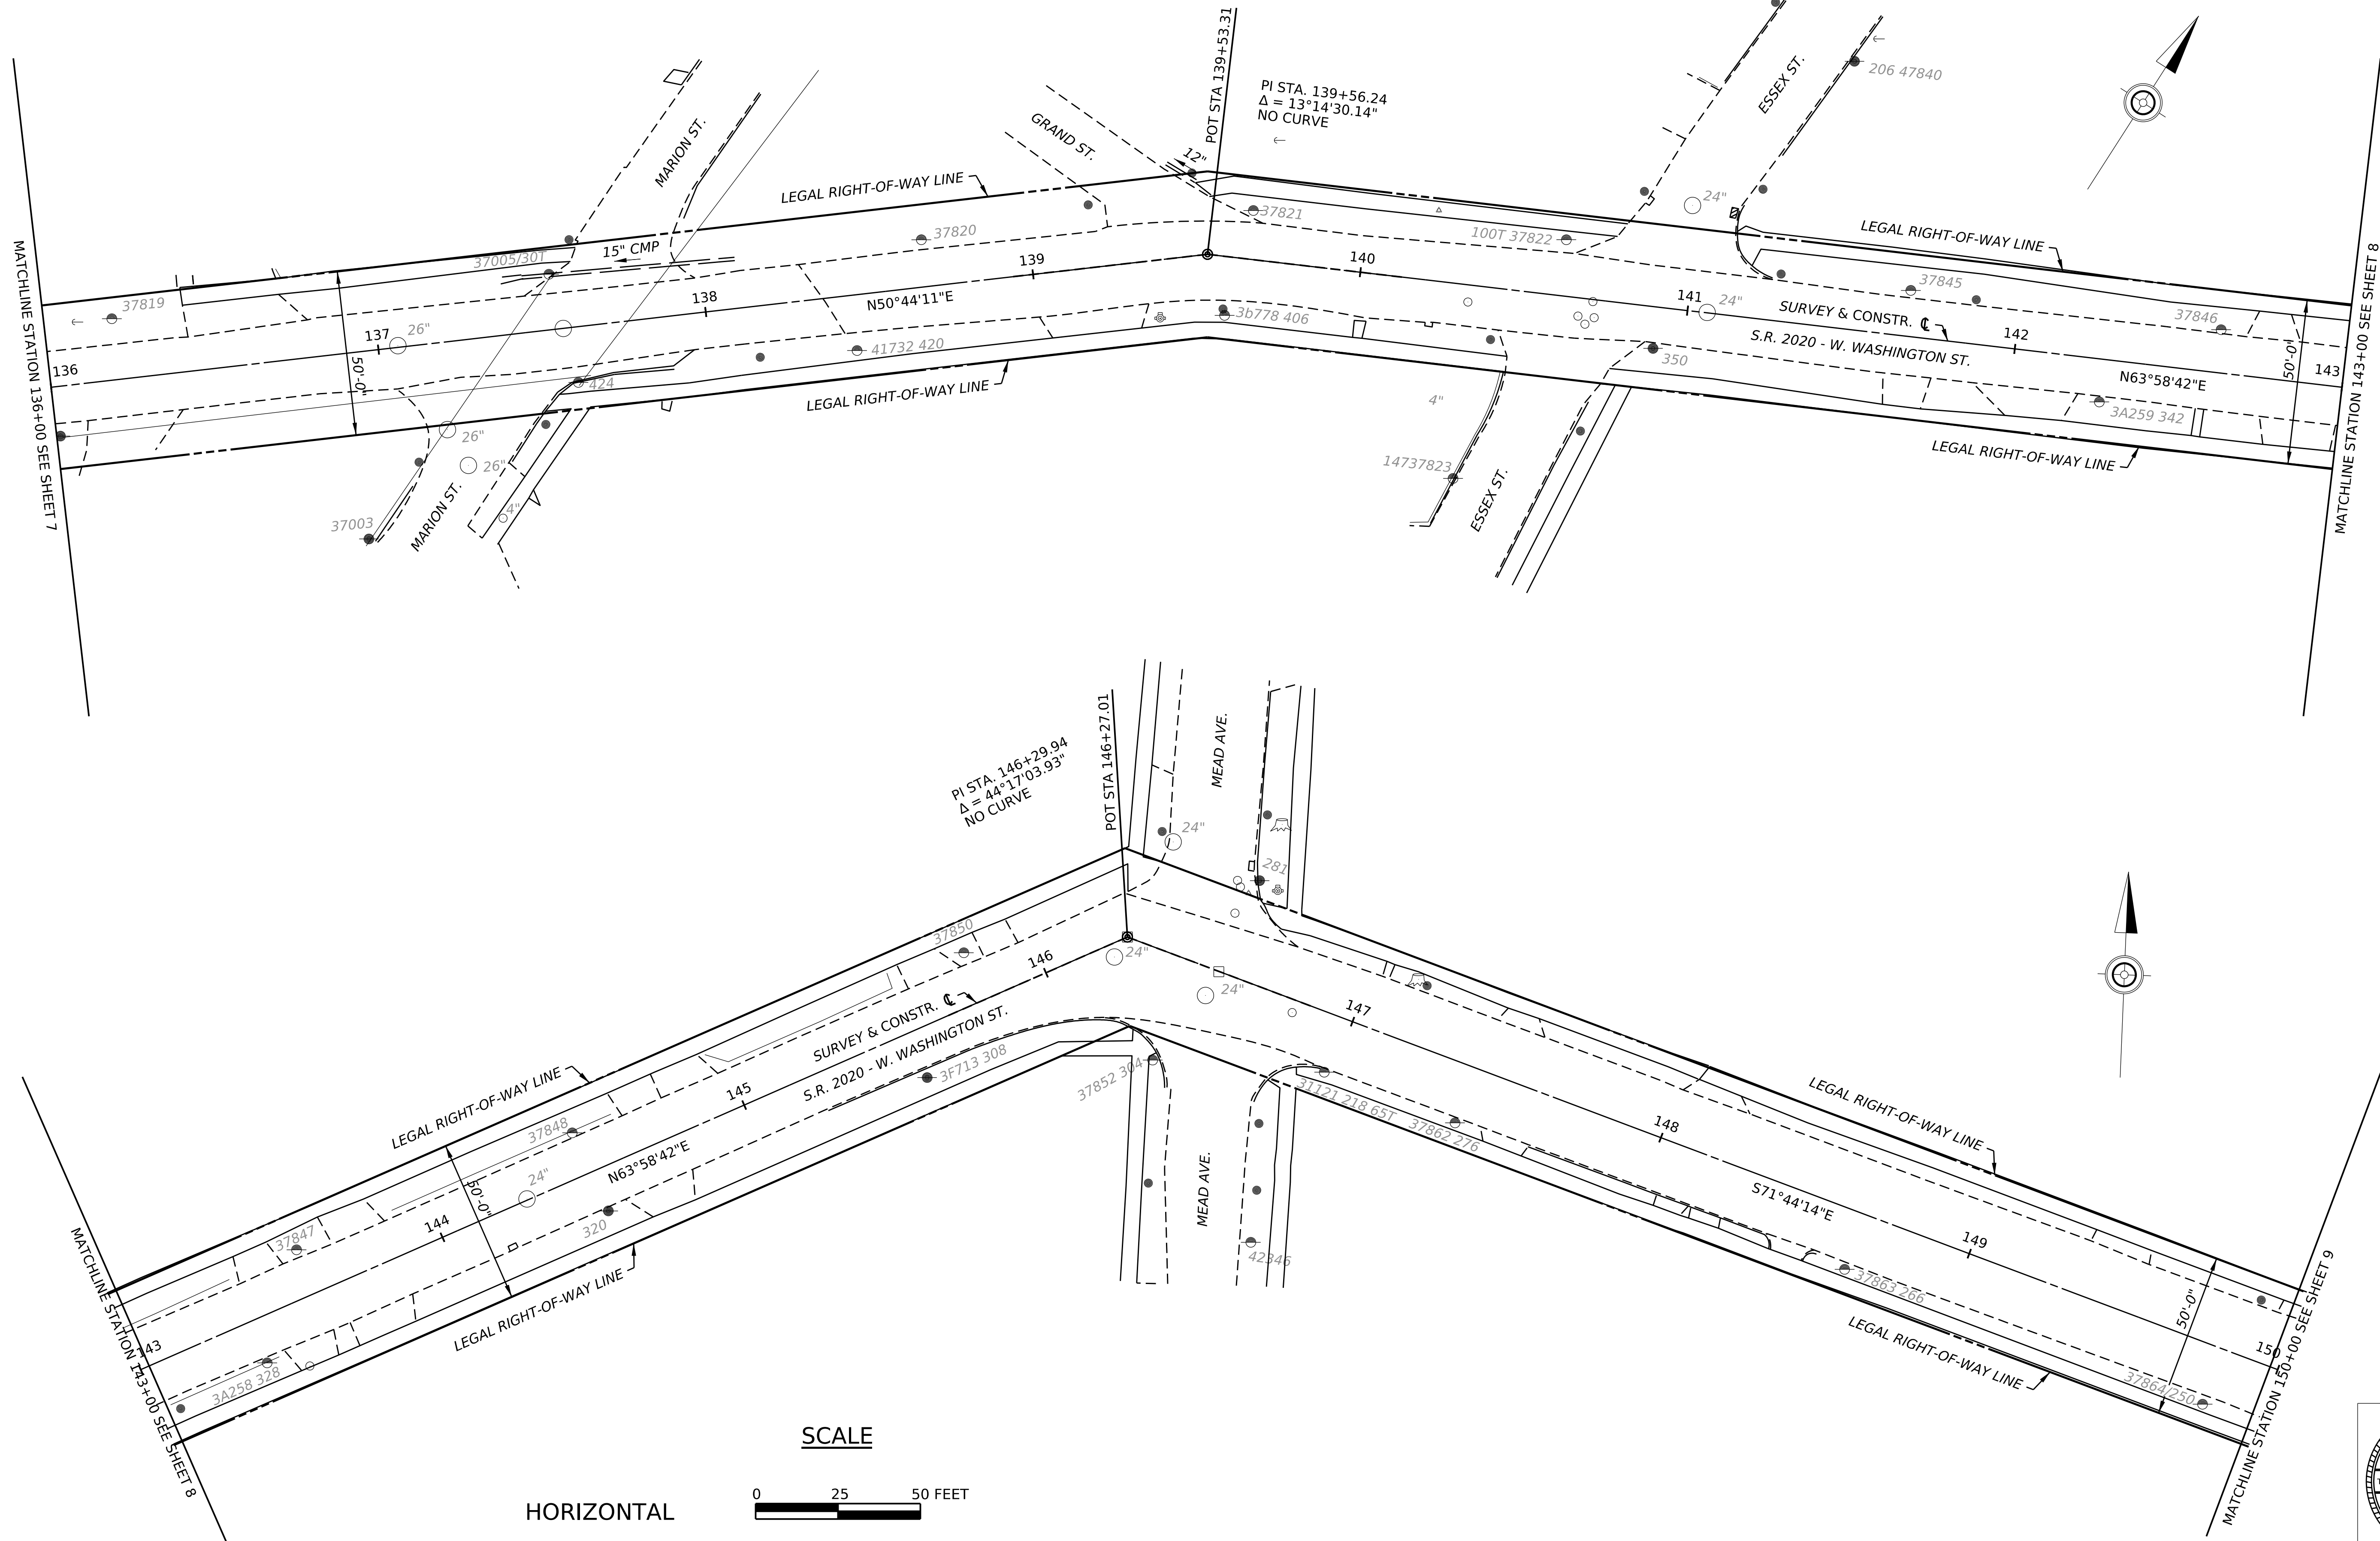 POT STA 139+53.31
PI STA. 139+56.24
Δ = 13°14'30.14"
NO CURVE
ESSEX ST.
206 47840
MARION ST.
GRAND ST.
12"
24"
LEGAL RIGHT-OF-WAY LINE
37821
100T 37822
LEGAL RIGHT-OF-WAY LINE
37820
15" CMP
37005/30T
37819
26"
136
137
138
139
140
141
142
143
N50°44'11"E
24"
SURVEY & CONSTR. ℄
S.R. 2020 - W. WASHINGTON ST.
N63°58'42"E
37845
37846
50'-0"
50'-0"
3b778 406
41732 420
424
350
3A259 342
LEGAL RIGHT-OF-WAY LINE
LEGAL RIGHT-OF-WAY LINE
4"
26"
26"
4"
37003
MARION ST.
14737823
ESSEX ST.
MATCHLINE STATION 136+00 SEE SHEET 7
MATCHLINE STATION 143+00 SEE SHEET 8
POT STA 146+27.01
PI STA. 146+29.94
Δ = 44°17'03.93"
NO CURVE
MEAD AVE.
24"
281
37850
146
24"
24"
147
SURVEY & CONSTR. ℄
S.R. 2020 - W. WASHINGTON ST.
LEGAL RIGHT-OF-WAY LINE
145
3F713 308
37852 304
31121 218 65T
37862 276
LEGAL RIGHT-OF-WAY LINE
148
37848
N63°58'42"E
24"
50'-0"
144
320
37847
MEAD AVE.
42346
S71°44'14"E
149
37863 266
50'-0"
LEGAL RIGHT-OF-WAY LINE
LEGAL RIGHT-OF-WAY LINE
143
150
37864/250
3A258 328
MATCHLINE STATION 143+00 SEE SHEET 8
MATCHLINE STATION 150+00 SEE SHEET 9
SCALE
HORIZONTAL
0 25 50 FEET